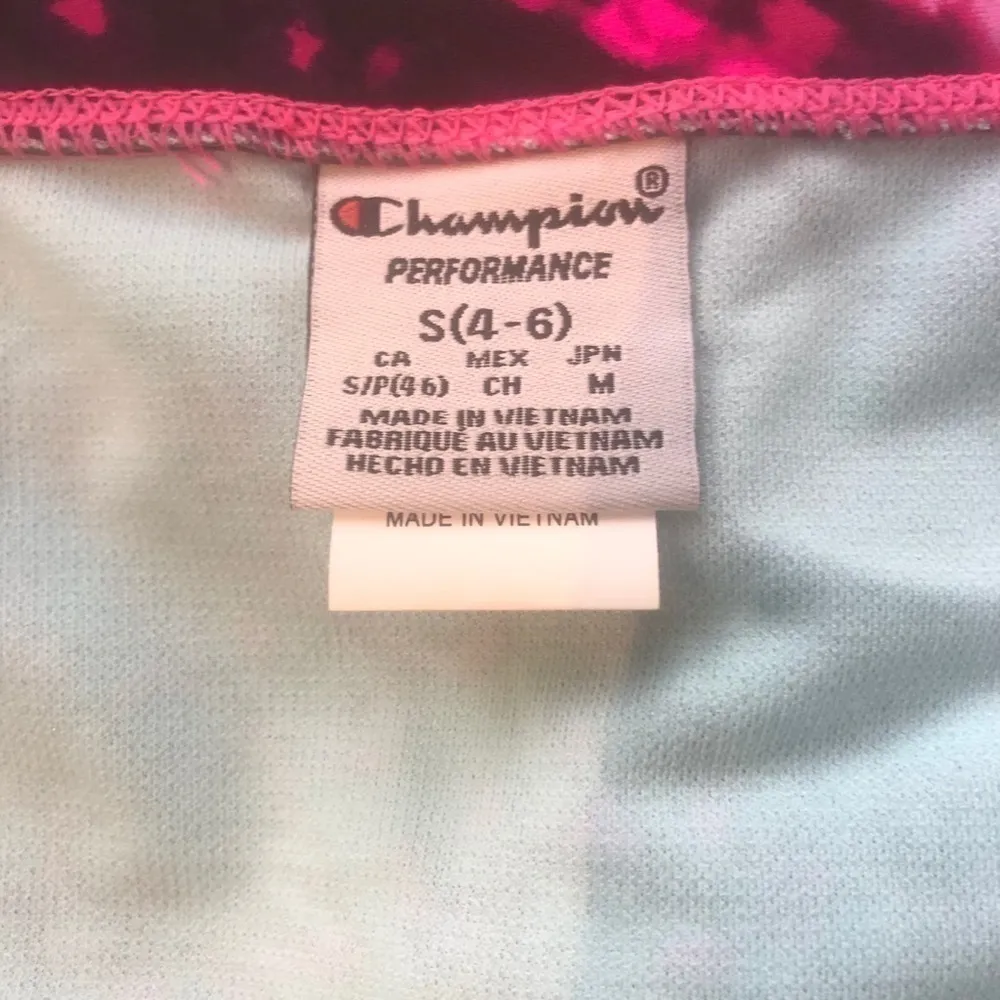 Champion®
PERFORMANCE
S(4-6)
CA MEX JPN
S/P(4 6) CH M
MADE IN VIETNAM
FABRIQUÉ AU VIETNAM
HECHO EN VIETNAM
MADE IN VIETNAM